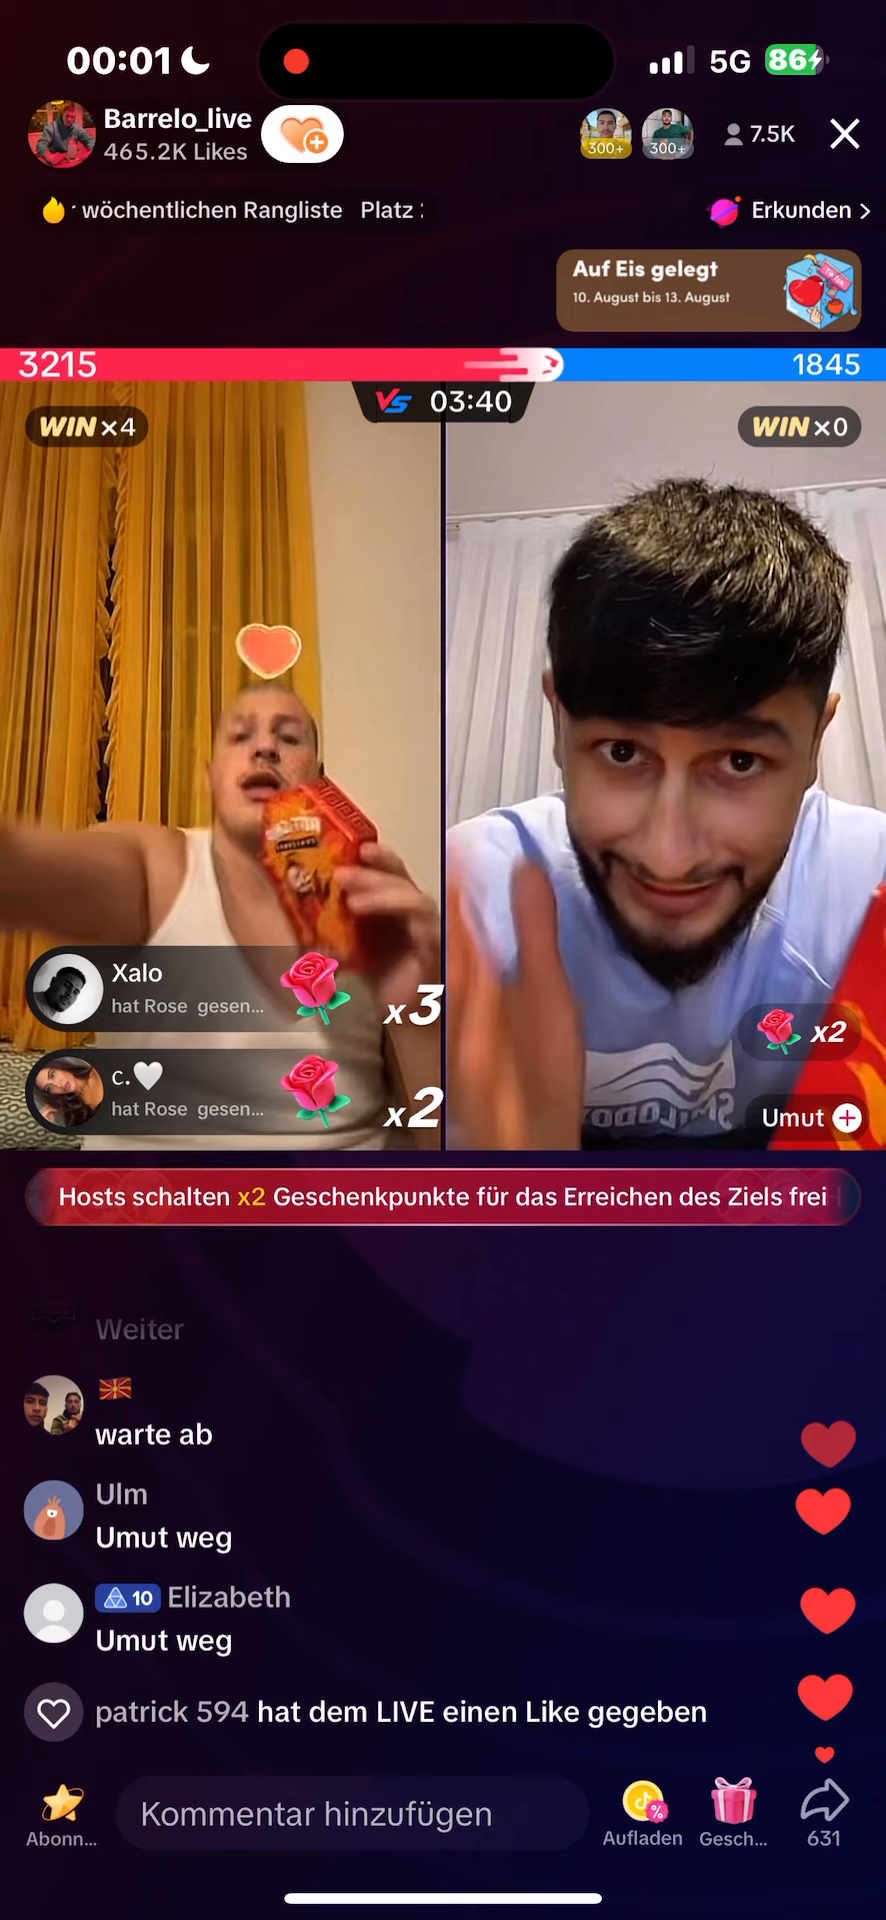 00:01
5G
86
Barrelo_live
465.2K Likes
300+
300+
7.5K
wöchentlichen Rangliste Platz
Erkunden >
Auf Eis gelegt
10. August bis 13. August
3215
1845
VS 03:40
WIN x4
WIN x0
Xalo
hat Rose gesen...
x3
c.🤍
hat Rose gesen...
x2
x2
Umut
Hosts schalten x2 Geschenkpunkte für das Erreichen des Ziels frei
Weiter
🇲🇰
warte ab
Ulm
Umut weg
10 Elizabeth
Umut weg
patrick 594 hat dem LIVE einen Like gegeben
Abonn...
Kommentar hinzufügen
Aufladen
Gesch...
631